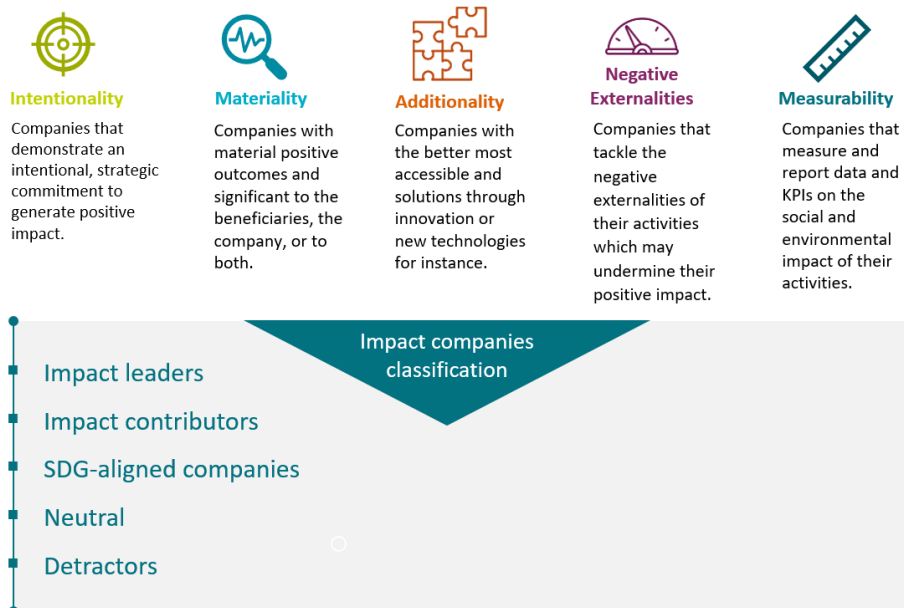 Intentionality
Companies that
demonstrate an
intentional, strategic
commitment to
generate positive
impact.
Materiality
Companies with
material positive
outcomes and
significant to the
beneficiaries, the
company, or to
both.
Additionality
Companies with
the better most
accessible and
solutions through
innovation or
new technologies
for instance.
Negative
Externalities
Companies that
tackle the
negative
externalities of
their activities
which may
undermine their
positive impact.
Measurability
Companies that
measure and
report data and
KPIs on the
social and
environmental
impact of their
activities.
Impact companies
classification
Impact leaders
Impact contributors
SDG-aligned companies
Neutral
Detractors